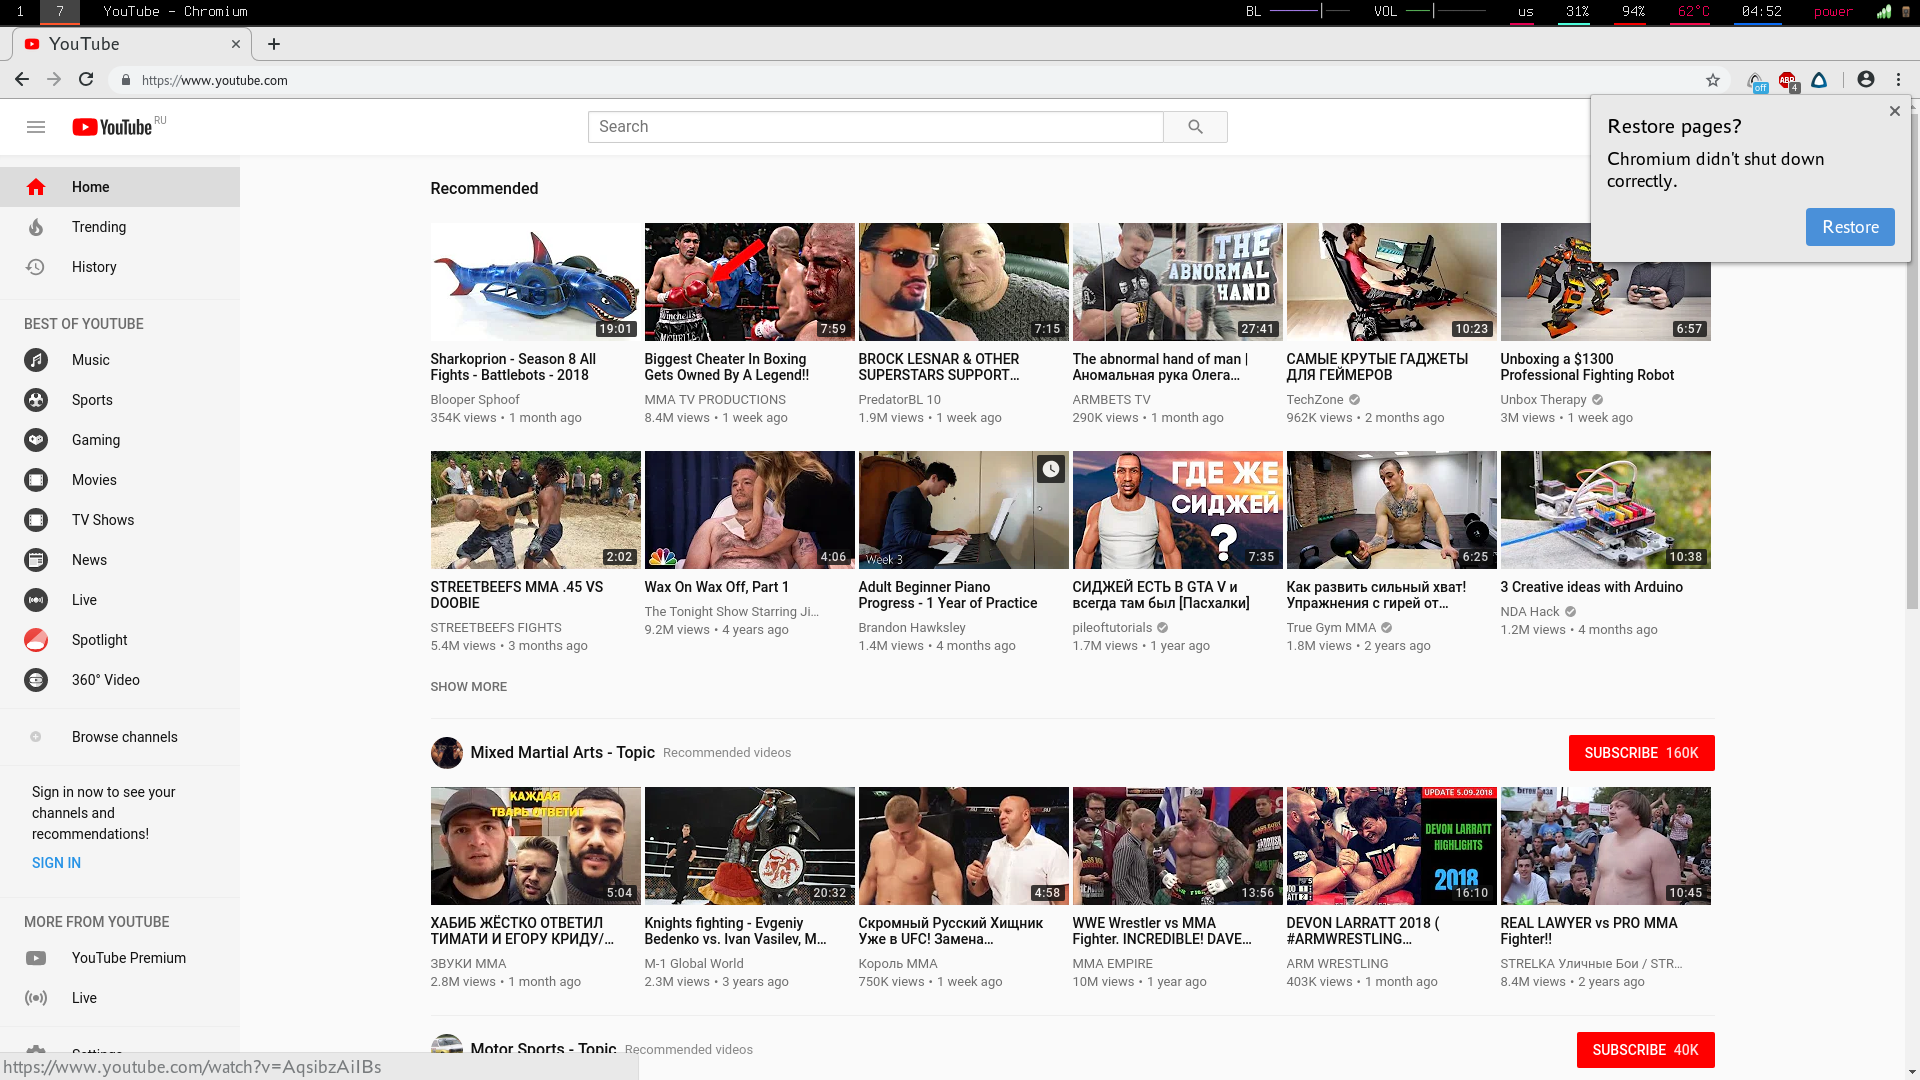 1 7 YouTube - Chromium BL VOL us 31% 94% 62°C 04:52 power
YouTube
https://www.youtube.com
off ABP 4
Restore pages?
Chromium didn't shut down
correctly.
Restore
YouTube RU
Search
Home
Trending
History
BEST OF YOUTUBE
Music
Sports
Gaming
Movies
TV Shows
News
Live
Spotlight
360° Video
Browse channels
Sign in now to see your
channels and
recommendations!
SIGN IN
MORE FROM YOUTUBE
YouTube Premium
Live
Settings
Recommended
19:01
Sharkoprion - Season 8 All
Fights - Battlebots - 2018
Blooper Sphoof
354K views • 1 month ago
7:59
Biggest Cheater In Boxing
Gets Owned By A Legend!!
MMA TV PRODUCTIONS
8.4M views • 1 week ago
7:15
BROCK LESNAR & OTHER
SUPERSTARS SUPPORT...
PredatorBL 10
1.9M views • 1 week ago
THE
ABNORMAL
HAND
27:41
The abnormal hand of man |
Аномальная рука Олега...
ARMBETS TV
290K views • 1 month ago
10:23
САМЫЕ КРУТЫЕ ГАДЖЕТЫ
ДЛЯ ГЕЙМЕРОВ
TechZone
962K views • 2 months ago
6:57
Unboxing a $1300
Professional Fighting Robot
Unbox Therapy
3M views • 1 week ago
2:02
STREETBEEFS MMA .45 VS
DOOBIE
STREETBEEFS FIGHTS
5.4M views • 3 months ago
4:06
Wax On Wax Off, Part 1
The Tonight Show Starring Ji...
9.2M views • 4 years ago
Week 3
Adult Beginner Piano
Progress - 1 Year of Practice
Brandon Hawksley
1.4M views • 4 months ago
ГДЕ ЖЕ
СИДЖЕЙ
?
7:35
СИДЖЕЙ ЕСТЬ В GTA V и
всегда там был [Пасхалки]
pileoftutorials
1.7M views • 1 year ago
6:25
Как развить сильный хват!
Упражнения с гирей от...
True Gym MMA
1.8M views • 2 years ago
10:38
3 Creative ideas with Arduino
NDA Hack
1.2M views • 4 months ago
SHOW MORE
Mixed Martial Arts - Topic Recommended videos
SUBSCRIBE 160K
КАЖДАЯ
ТВАРЬ ОТВЕТИТ
5:04
ХАБИБ ЖЁСТКО ОТВЕТИЛ
ТИМАТИ И ЕГОРУ КРИДУ/...
ЗВУКИ ММА
2.8M views • 1 month ago
20:32
Knights fighting - Evgeniy
Bedenko vs. Ivan Vasilev, M...
M-1 Global World
2.3M views • 3 years ago
4:58
Скромный Русский Хищник
Уже в UFC! Замена...
Король ММА
750K views • 1 week ago
13:56
WWE Wrestler vs MMA
Fighter. INCREDIBLE! DAVE...
MMA EMPIRE
10M views • 1 year ago
UPDATE 5.09.2018
DEVON LARRATT
HIGHLIGHTS
2018
16:10
DEVON LARRATT 2018 (
#ARMWRESTLING...
ARM WRESTLING
403K views • 1 month ago
10:45
REAL LAWYER vs PRO MMA
Fighter!!
STRELKA Уличные Бои / STR...
8.4M views • 2 years ago
Motor Sports - Topic Recommended videos
SUBSCRIBE 40K
https://www.youtube.com/watch?v=AqsibzAiIBs